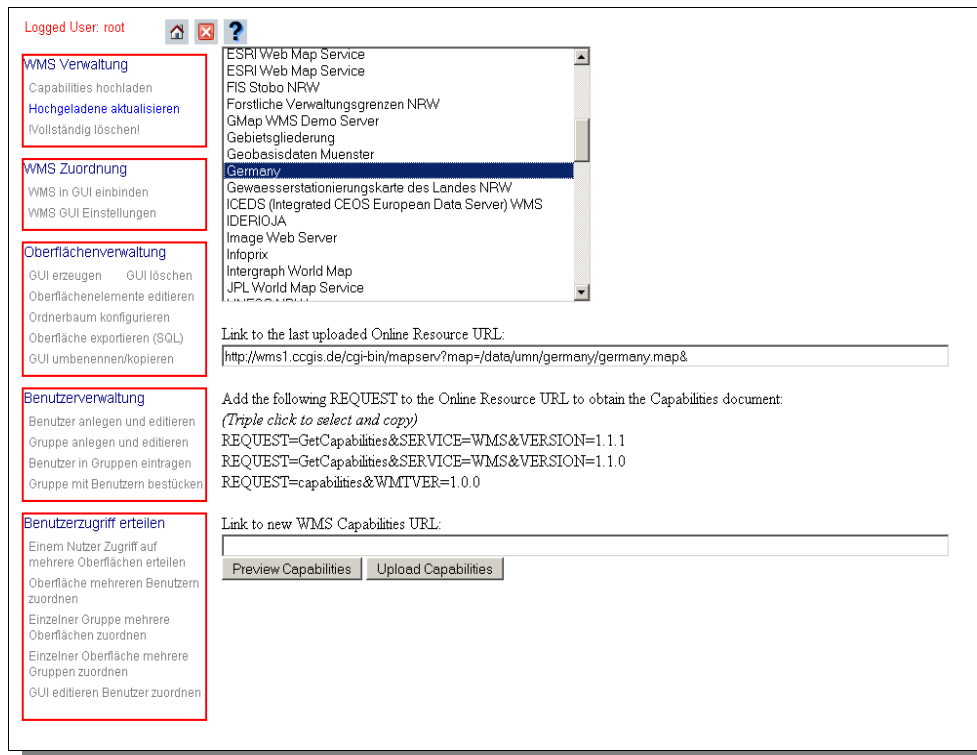 Logged User: root
WMS Verwaltung
Capabilities hochladen
Hochgeladene aktualisieren
!Vollständig löschen!
WMS Zuordnung
WMS in GUI einbinden
WMS GUI Einstellungen
Oberflächenverwaltung
GUI erzeugen GUI löschen
Oberflächenelemente editieren
Ordnerbaum konfigurieren
Oberfläche exportieren (SQL)
GUI umbenennen/kopieren
Benutzerverwaltung
Benutzer anlegen und editieren
Gruppe anlegen und editieren
Benutzer in Gruppen eintragen
Gruppe mit Benutzern bestücken
Benutzerzugriff erteilen
Einem Nutzer Zugriff auf
mehrere Oberflächen erteilen
Oberfläche mehreren Benutzern
zuordnen
Einzelner Gruppe mehrere
Oberflächen zuordnen
Einzelner Oberfläche mehrere
Gruppen zuordnen
GUI editieren Benutzer zuordnen
ESRI Web Map Service
ESRI Web Map Service
FIS Stobo NRW
Forstliche Verwaltungsgrenzen NRW
GMap WMS Demo Server
Gebietsgliederung
Geobasisdaten Muenster
Germany
Gewaesserstationierungskarte des Landes NRW
ICEDS (Integrated CEOS European Data Server) WMS
IDERIOJA
Image Web Server
Infoprix
Intergraph World Map
JPL World Map Service
Link to the last uploaded Online Resource URL:
http://wms1.ccgis.de/cgi-bin/mapserv?map=/data/umn/germany/germany.map&
Add the following REQUEST to the Online Resource URL to obtain the Capabilities document:
(Triple click to select and copy)
REQUEST=GetCapabilities&SERVICE=WMS&VERSION=1.1.1
REQUEST=GetCapabilities&SERVICE=WMS&VERSION=1.1.0
REQUEST=capabilities&WMTVER=1.0.0
Link to new WMS Capabilities URL:
Preview Capabilities Upload Capabilities